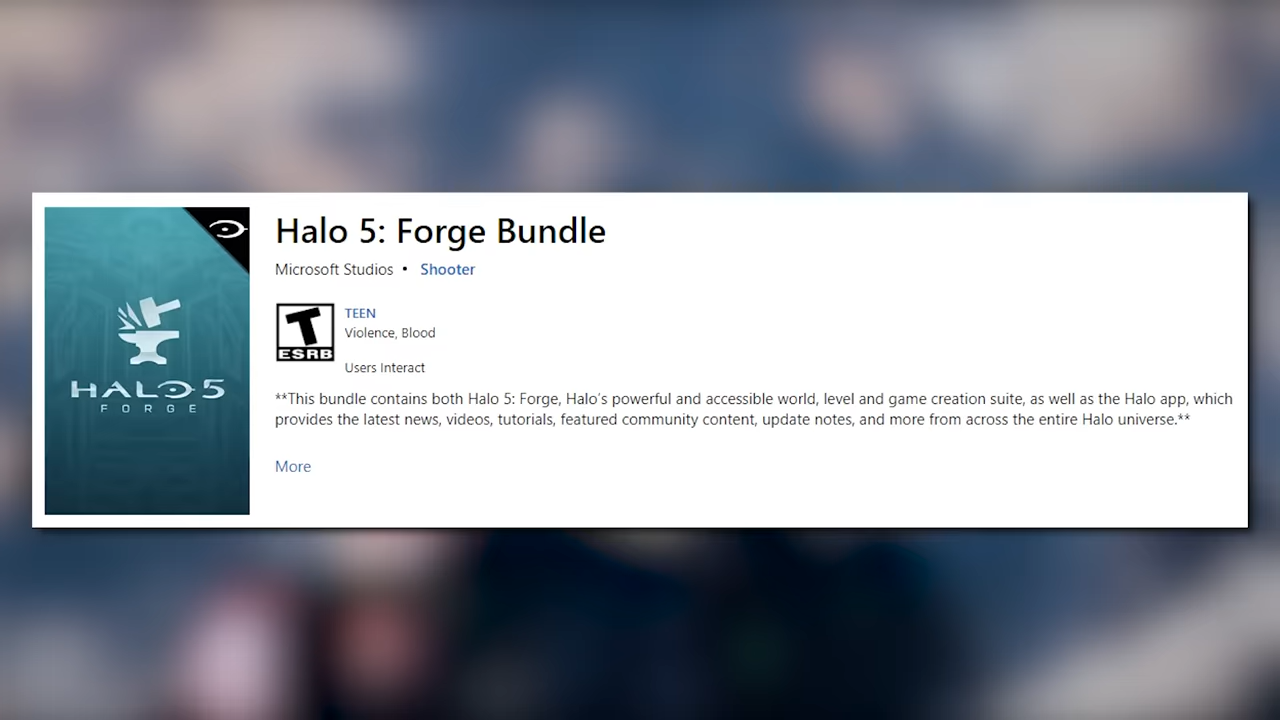 Halo 5: Forge Bundle
Microsoft Studios • Shooter
T
ESRB
TEEN
Violence, Blood
Users Interact
HALO 5
FORGE
**This bundle contains both Halo 5: Forge, Halo's powerful and accessible world, level and game creation suite, as well as the Halo app, which
provides the latest news, videos, tutorials, featured community content, update notes, and more from across the entire Halo universe.**
More